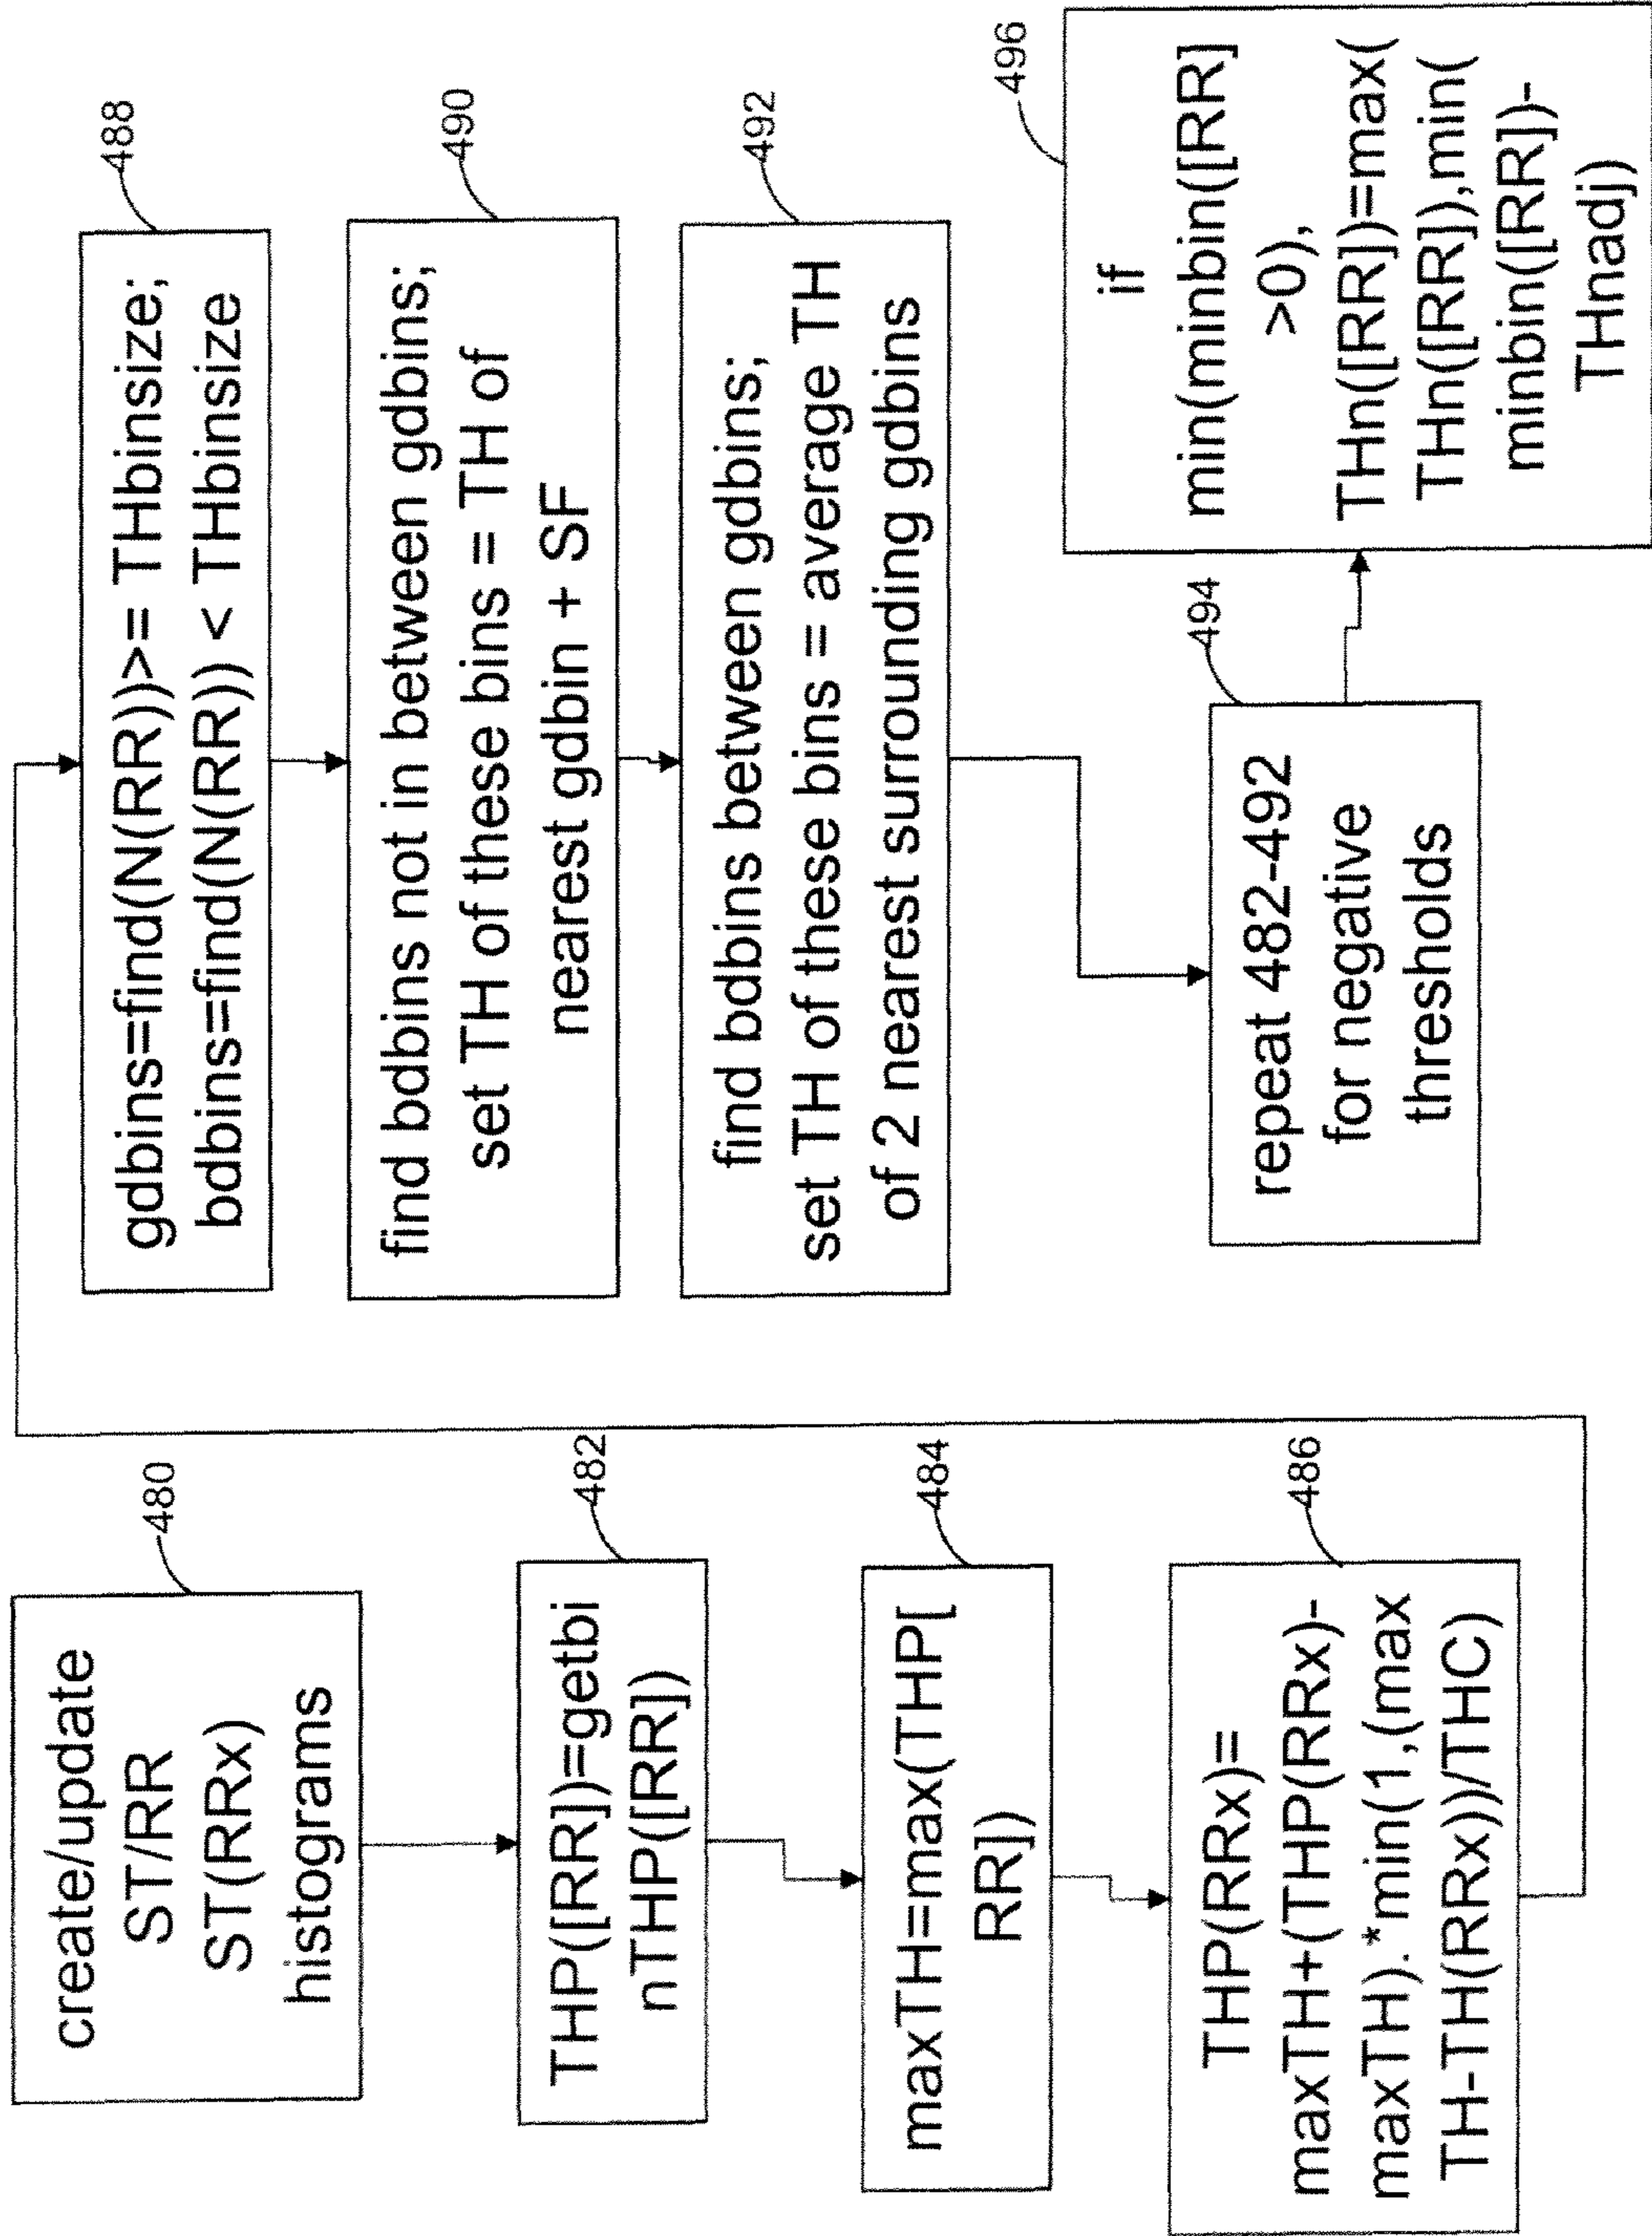 480
create/update
ST/RR
ST(RRx)
histograms
482
THP([RR])=getbi
nTHP([RR])
484
maxTH=max(THP[
RR])
486
THP(RRx)=
maxTH+(THP(RRx)-
maxTH).*min(1,(max
TH-TH(RRx))/THC)
488
gdbins=find(N(RR))>= THbinsize;
bdbins=find(N(RR)) < THbinsize
490
find bdbins not in between gdbins;
set TH of these bins = TH of
nearest gdbin + SF
492
find bdbins between gdbins;
set TH of these bins = average TH
of 2 nearest surrounding gdbins
494
repeat 482-492
for negative
thresholds
496
if
min(minbin([RR]
>0),
THn([RR])=max(
THn([RR]),min(
minbin([RR])-
THnadj)